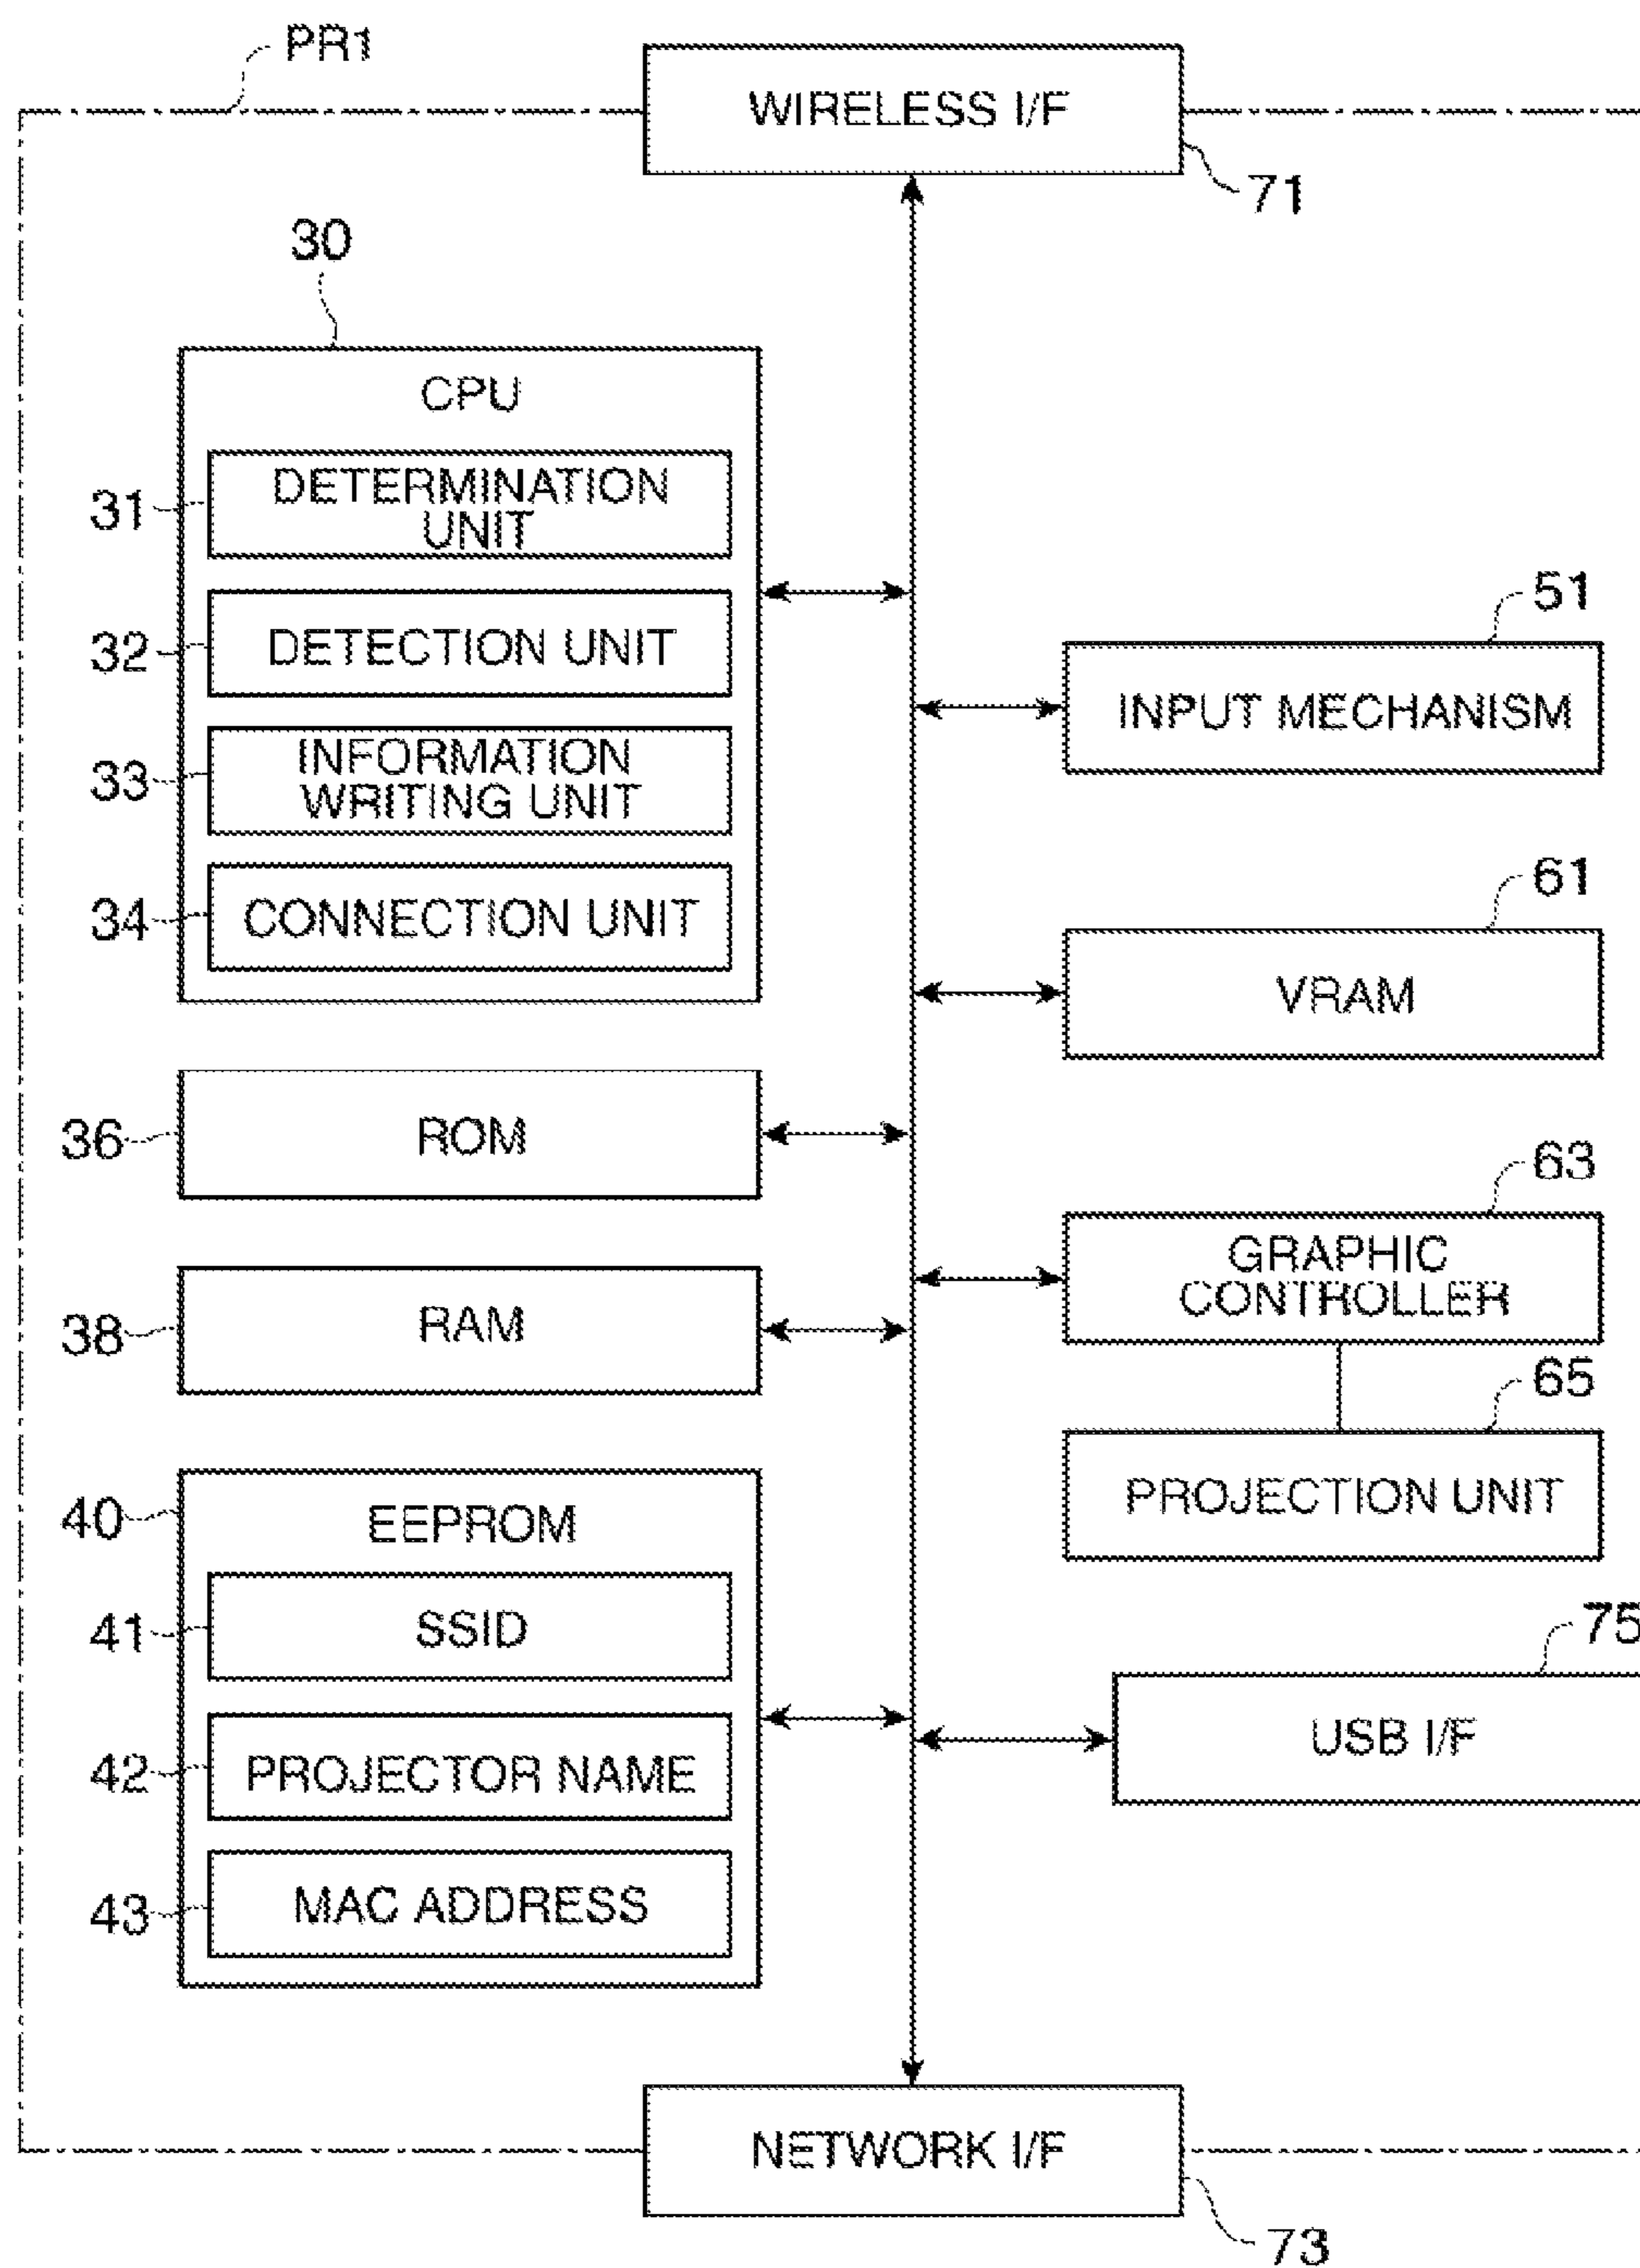 PR1
WIRELESS I/F
71
30
CPU
31
DETERMINATION
UNIT
32
DETECTION UNIT
33
INFORMATION
WRITING UNIT
34
CONNECTION UNIT
51
INPUT MECHANISM
61
VRAM
36
ROM
63
GRAPHIC
CONTROLLER
38
RAM
65
PROJECTION UNIT
40
EEPROM
41
SSID
42
PROJECTOR NAME
43
MAC ADDRESS
75
USB I/F
NETWORK I/F
73